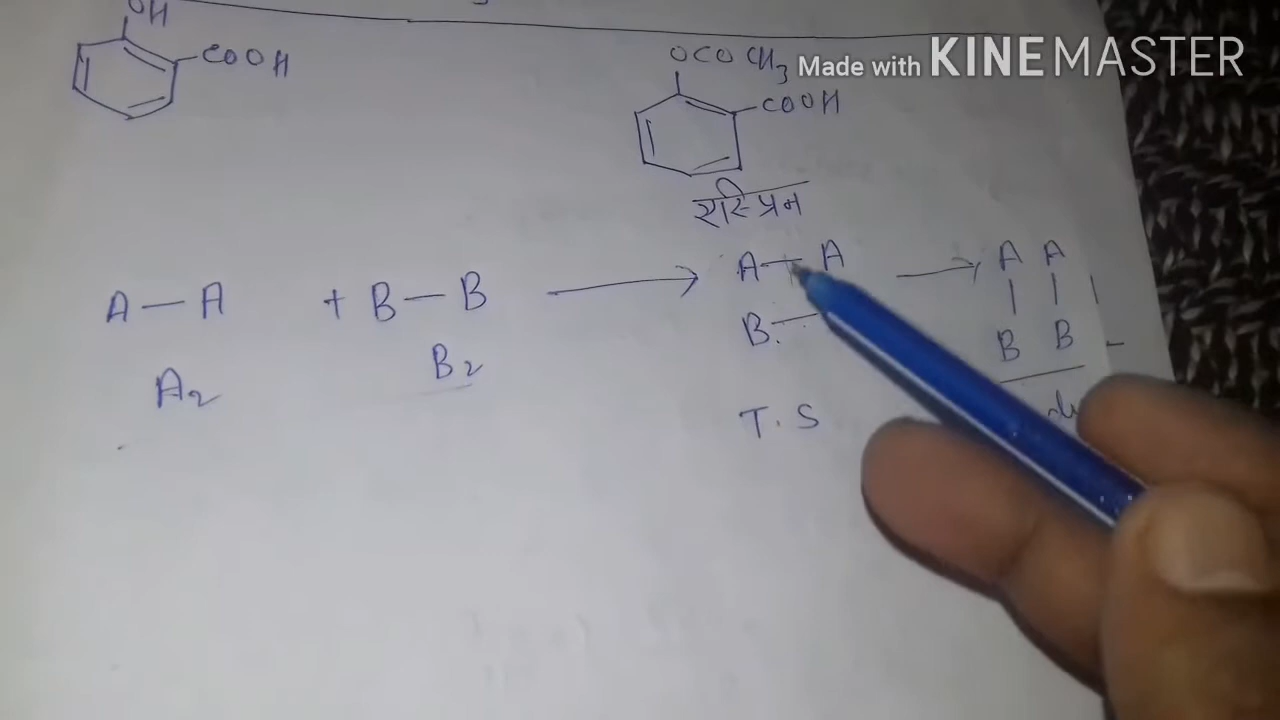 OH
COOH
OCOCH3
COOH
Made with KINEMASTER
एस्प्रिन
A — A + B — B → A — A → A A
B — B B
A2 B2
T.S